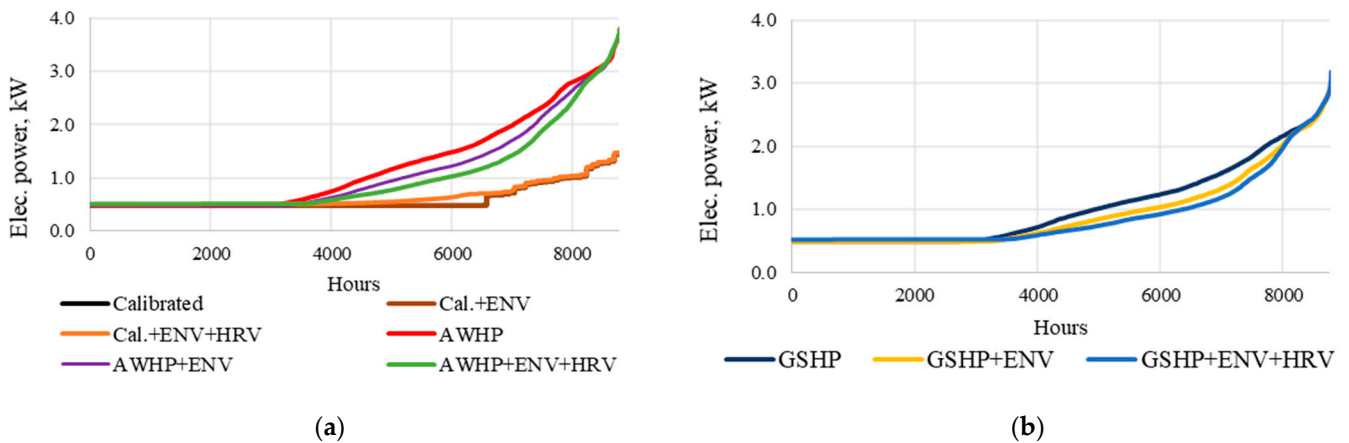 4.0
3.0
2.0
1.0
0.0
Elec. power, kW
0 2000 4000 6000 8000
Hours
Calibrated Cal.+ENV
Cal.+ENV+HRV AWHP
AWHP+ENV AWHP+ENV+HRV
(a)
4.0
3.0
2.0
1.0
0.0
Elec. power, kW
0 2000 4000 6000 8000
Hours
GSHP GSHP+ENV GSHP+ENV+HRV
(b)